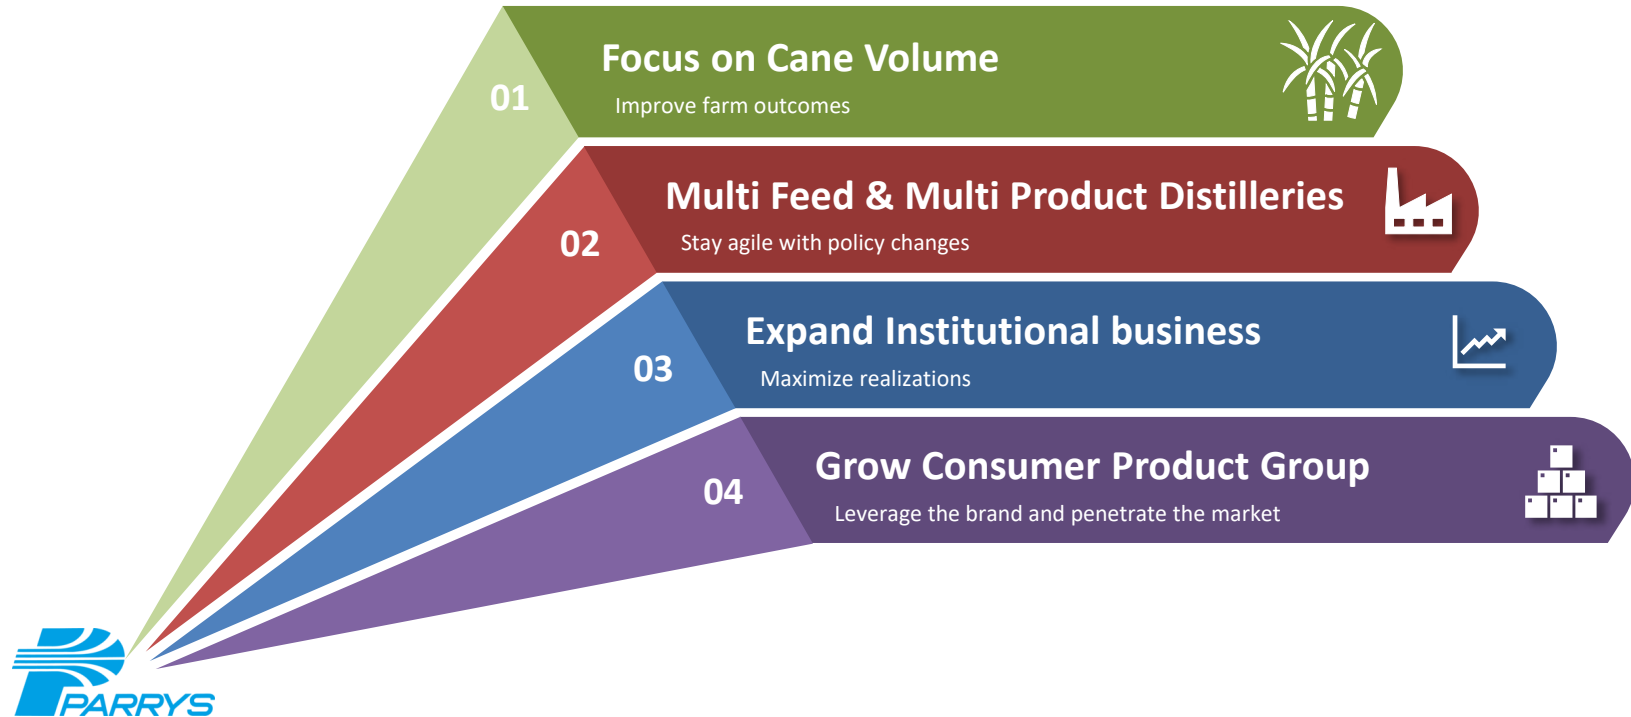 01
Focus on Cane Volume
Improve farm outcomes
02
Multi Feed & Multi Product Distilleries
Stay agile with policy changes
03
Expand Institutional business
Maximize realizations
04
Grow Consumer Product Group
Leverage the brand and penetrate the market
PARRYS